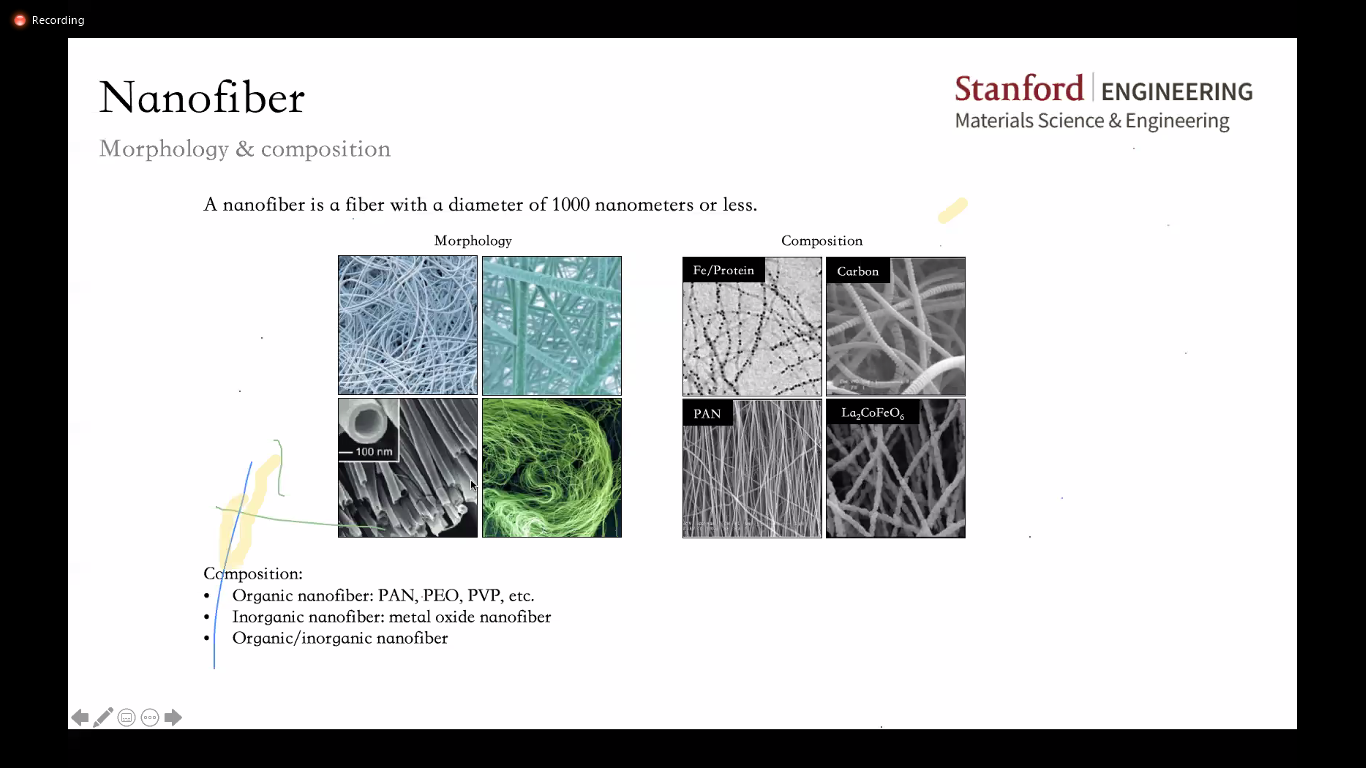 Recording
Nanofiber
Stanford | ENGINEERING
Materials Science & Engineering
Morphology & composition
A nanofiber is a fiber with a diameter of 1000 nanometers or less.
Morphology
Composition
Fe/Protein
Carbon
100 nm
PAN
La₂CoFeO₆
Composition:
• Organic nanofiber: PAN, PEO, PVP, etc.
• Inorganic nanofiber: metal oxide nanofiber
• Organic/inorganic nanofiber